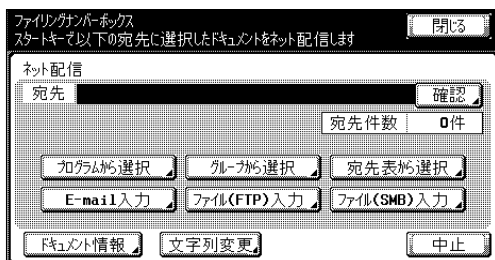 ファイリングナンバーボックス
スタートキーで以下の宛先に選択したドキュメントをネット配信します
閉じる
ネット配信
宛先
確認
宛先件数 0件
プログラムから選択 グループから選択 宛先表から選択
E-mail入力 ファイル(FTP)入力 ファイル(SMB)入力
ドキュメント情報 文字列変更 中止